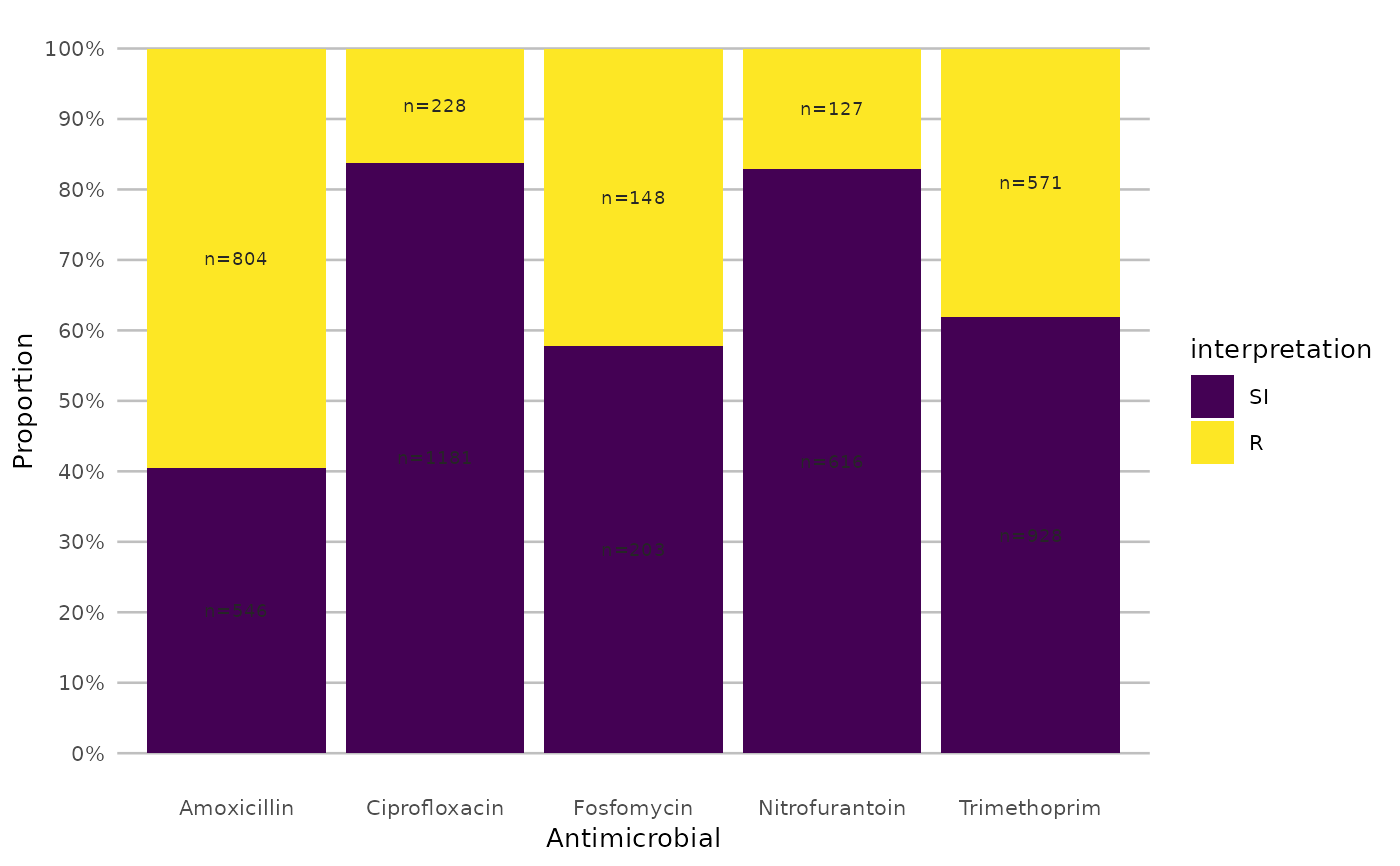 100%
90%
80%
70%
60%
50%
40%
30%
20%
10%
0%
Proportion
n=804
n=546
n=228
n=1181
n=148
n=203
n=127
n=616
n=571
n=928
Amoxicillin
Ciprofloxacin
Fosfomycin
Nitrofurantoin
Trimethoprim
Antimicrobial
interpretation
SI
R